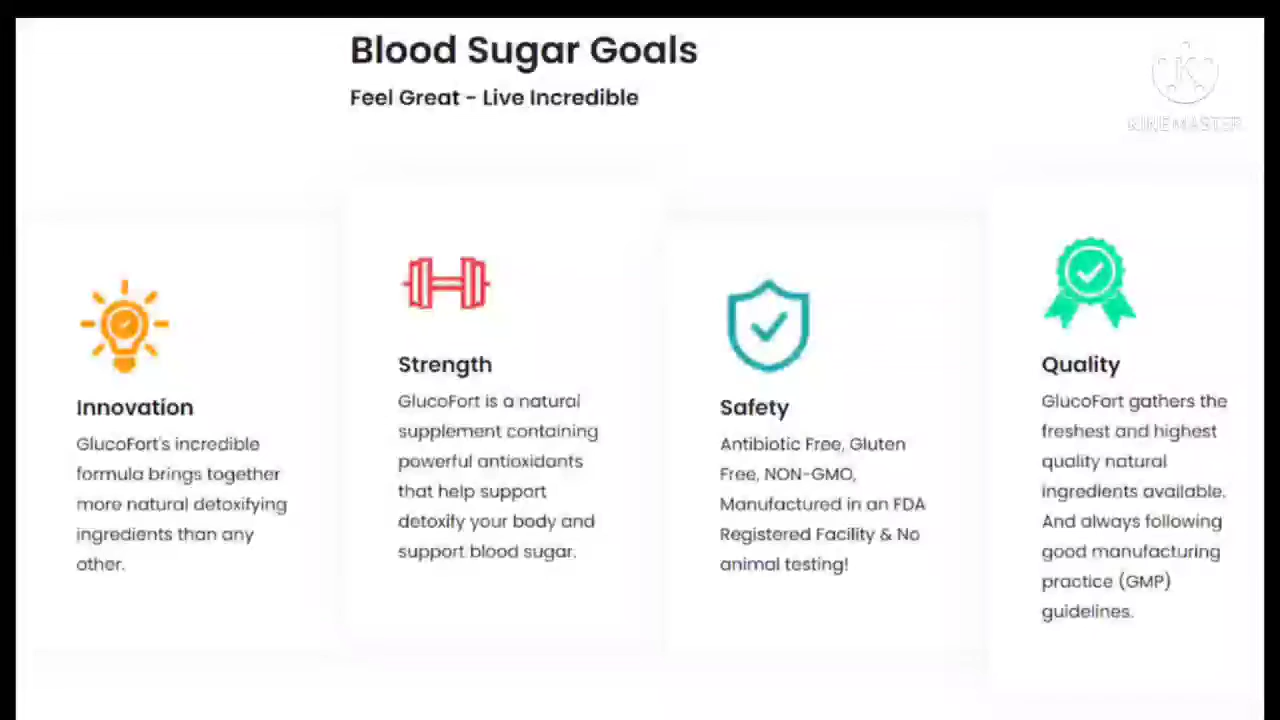 Blood Sugar Goals
Feel Great - Live Incredible
KINEMASTER
Innovation
GlucoFort's incredible
formula brings together
more natural detoxifying
ingredients than any
other.
Strength
GlucoFort is a natural
supplement containing
powerful antioxidants
that help support
detoxify your body and
support blood sugar.
Safety
Antibiotic Free, Gluten
Free, NON-GMO,
Manufactured in an FDA
Registered Facility & No
animal testing!
Quality
GlucoFort gathers the
freshest and highest
quality natural
ingredients available.
And always following
good manufacturing
practice (GMP)
guidelines.